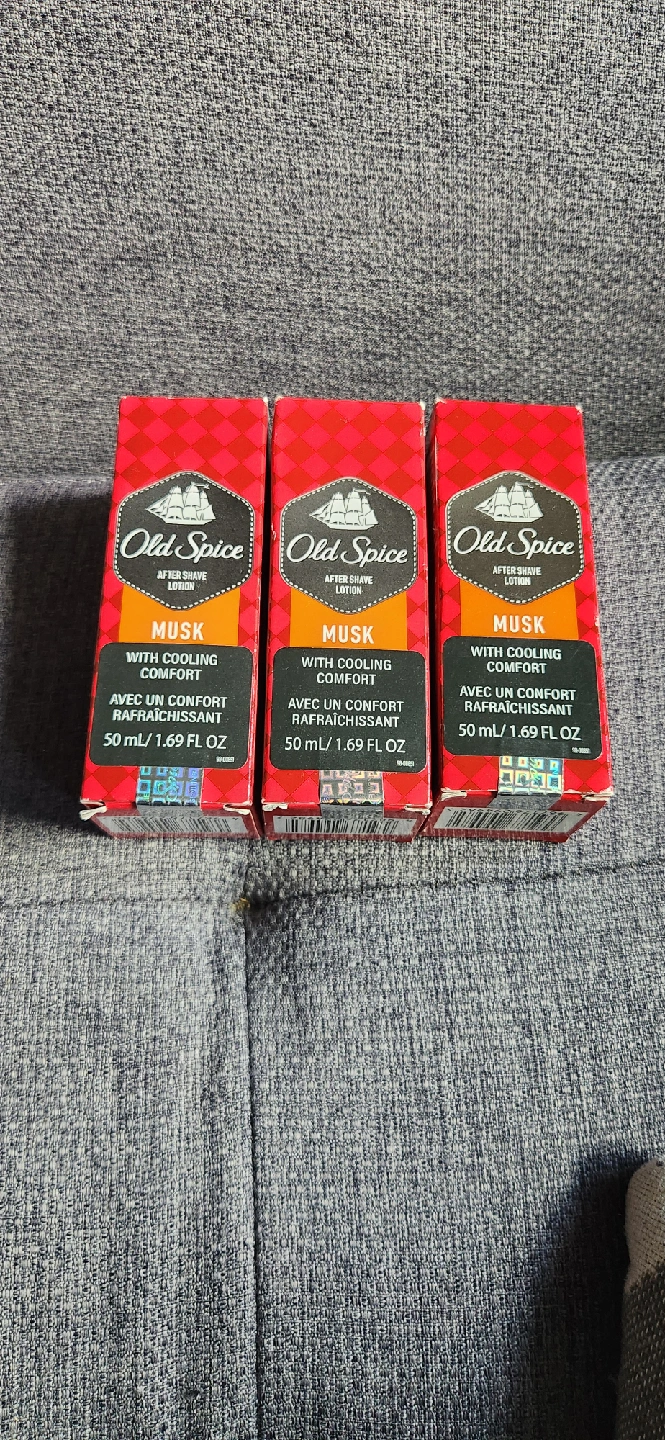 Old Spice
AFTER SHAVE
LOTION
MUSK
WITH COOLING
COMFORT
AVEC UN CONFORT
RAFRAÎCHISSANT
50 mL/ 1.69 FL OZ
Old Spice
AFTER SHAVE
LOTION
MUSK
WITH COOLING
COMFORT
AVEC UN CONFORT
RAFRAÎCHISSANT
50 mL/ 1.69 FL OZ
Old Spice
AFTER SHAVE
LOTION
MUSK
WITH COOLING
COMFORT
AVEC UN CONFORT
RAFRAÎCHISSANT
50 mL/ 1.69 FL OZ